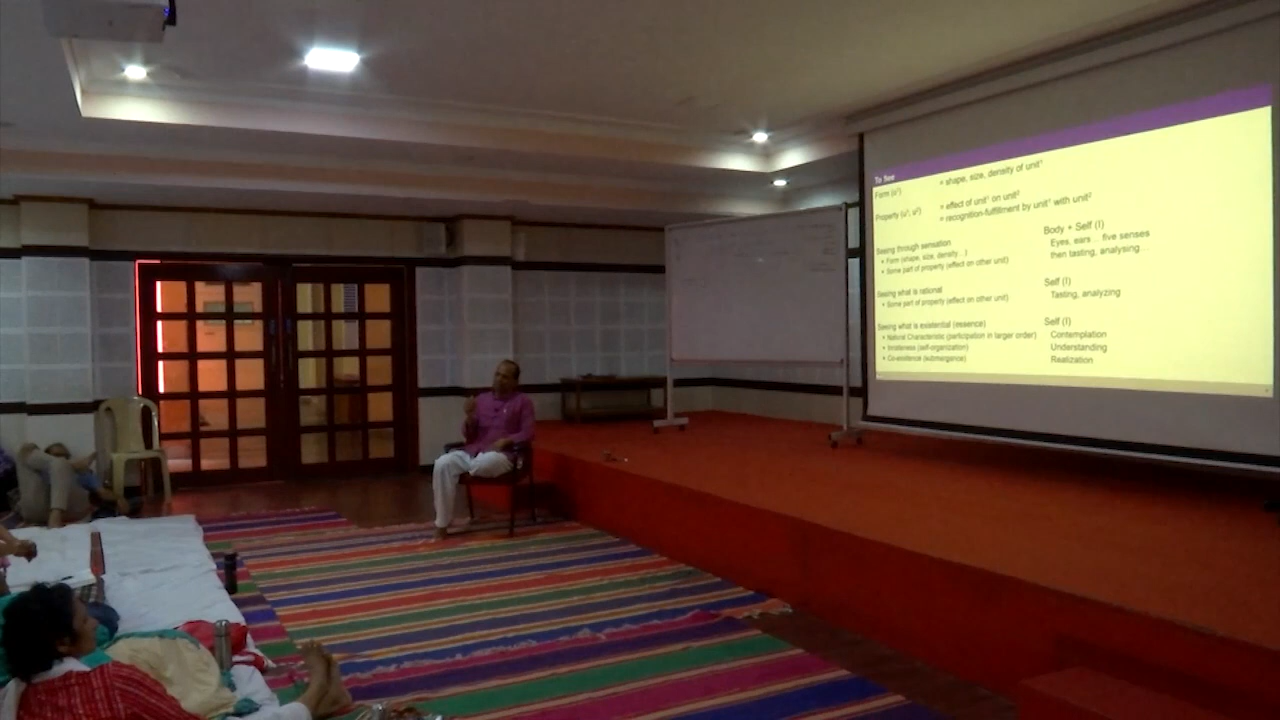 To See
Form (u¹) = shape, size, density of unit¹
Property (u¹, u²) = effect of unit¹ on unit²
= recognition-fulfillment by unit¹ with unit²
Body + Self (I)
Seeing through sensation Eyes, ears… five senses
• Form (shape, size, density…) then tasting, analysing…
• Some part of property (effect on other unit)
Seeing what is rational Self (I)
• Some part of property (effect on other unit) Tasting, analyzing
Seeing what is existential (essence) Self (I)
• Natural Characteristic (participation in larger order) Contemplation
• Innateness (self-organization) Understanding
• Co-existence (submergence) Realization